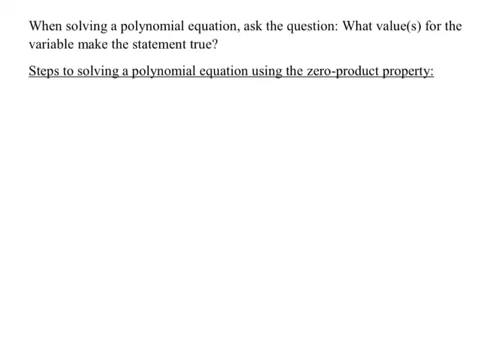 When solving a polynomial equation, ask the question: What value(s) for the
variable make the statement true?
Steps to solving a polynomial equation using the zero-product property: